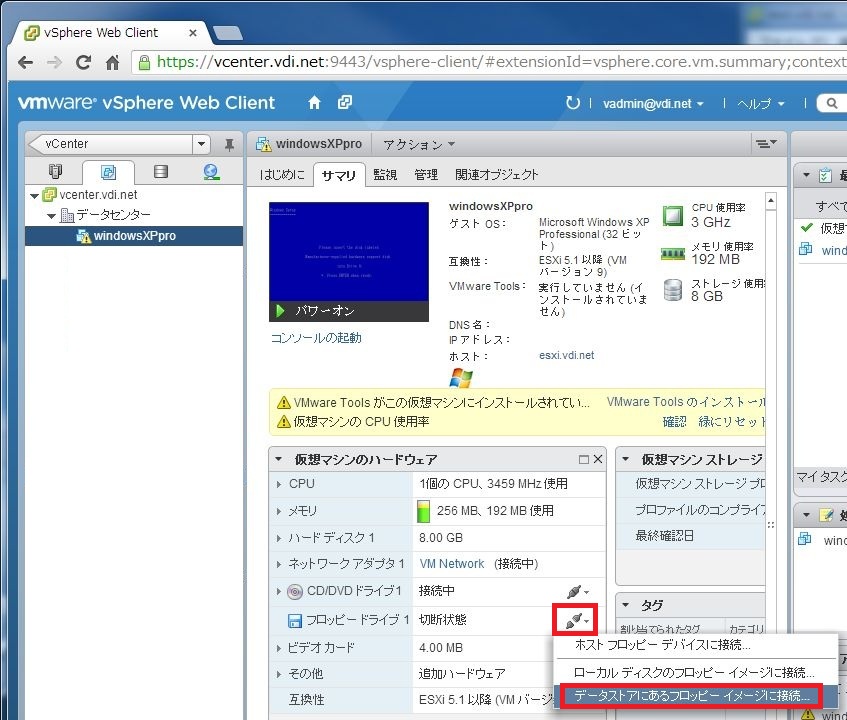 vSphere Web Client
https://vcenter.vdi.net:9443/vsphere-client/#extensionId=vsphere.core.vm.summary;context
vmware® vSphere Web Client
vadmin@vdi.net
ヘルプ
vCenter
vcenter.vdi.net
データセンター
windowsXPpro
windowsXPpro
アクション
はじめに サマリ 監視 管理 関連オブジェクト
パワーオン
コンソールの起動
windowsXPpro
ゲスト OS: Microsoft Windows XP Professional (32 ビット)
互換性: ESXi 5.1 以降 (VM バージョン 9)
VMware Tools: 実行していません (インストールされていません)
DNS 名:
IP アドレス:
ホスト: esxi.vdi.net
CPU 使用率
3 GHz
メモリ 使用率
192 MB
ストレージ 使用
8 GB
VMware Tools がこの仮想マシンにインストールされてい... VMware Tools のインストール
仮想マシンの CPU 使用率 確認 緑にリセット
仮想マシンのハードウェア
CPU 1個の CPU、3459 MHz 使用
メモリ 256 MB、192 MB 使用
ハード ディスク 1 8.00 GB
ネットワーク アダプタ 1 VM Network (接続中)
CD/DVD ドライブ 1 接続中
フロッピー ドライブ 1 切断状態
ビデオ カード 4.00 MB
その他 追加ハードウェア
互換性 ESXi 5.1 以降 (VM バージ
仮想マシン ストレージ
仮想マシン ストレージ プロ
プロファイルのコンプライア
最終確認日
タグ
割り当てられたタグ カテゴリ
ホスト フロッピー デバイスに接続...
ローカル ディスクのフロッピー イメージに接続...
データストアにあるフロッピー イメージに接続...
すべて
仮想
wind
マイ タスク
wind